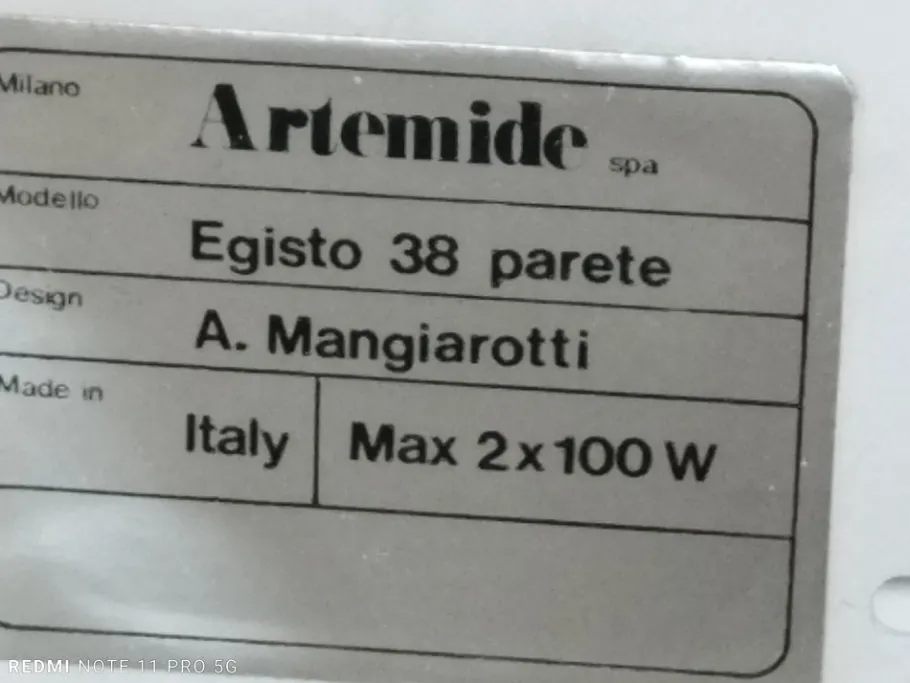 Milano
Artemide spa
Modello
Egisto 38 parete
Design
A. Mangiarotti
Made in
Italy
Max 2x100 W
REDMI NOTE 11 PRO 5G